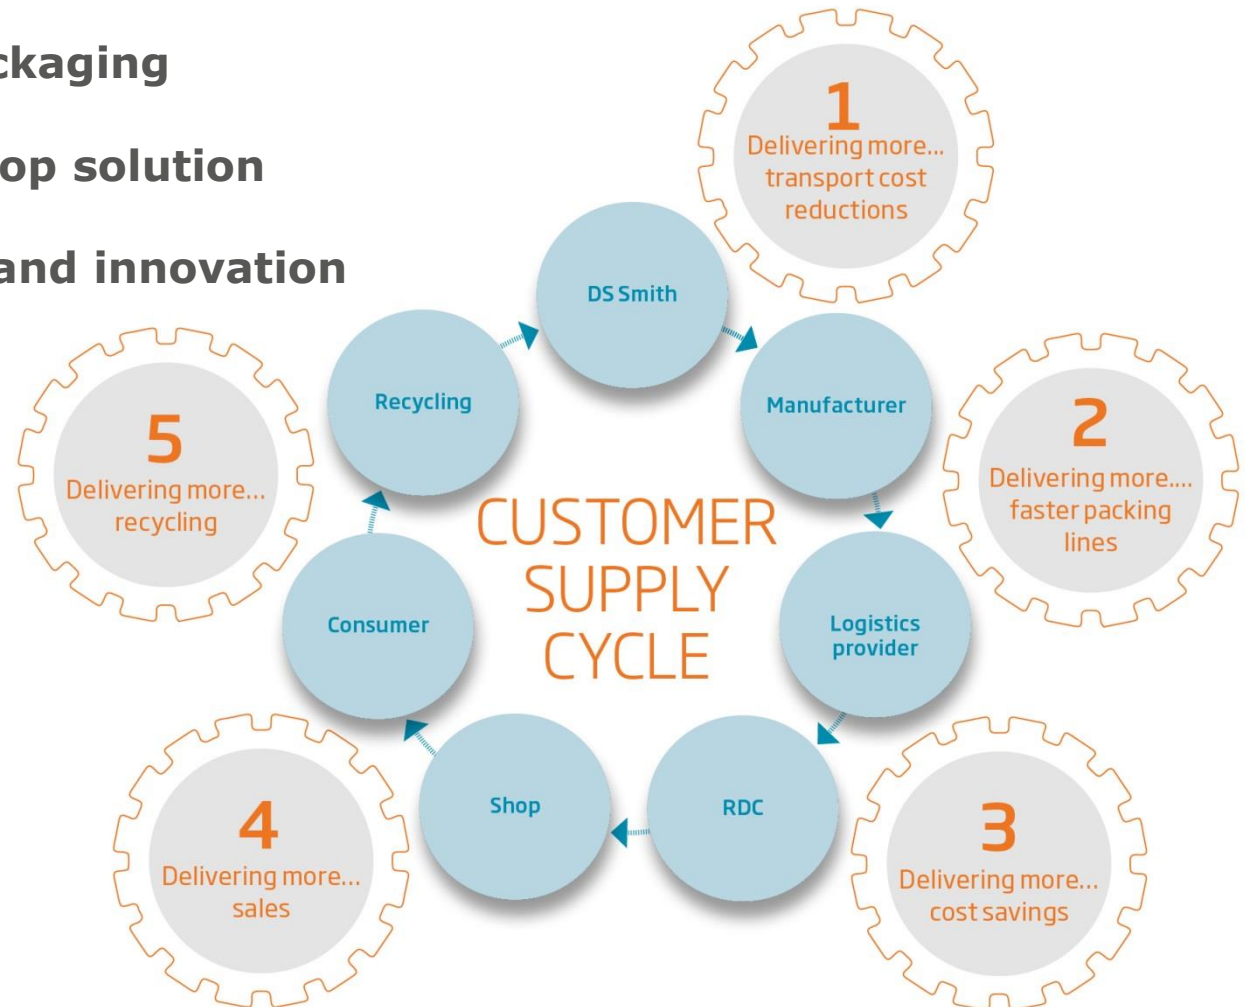 ckaging
op solution
and innovation
1
Delivering more...
transport cost
reductions
DS Smith
Manufacturer
2
Delivering more....
faster packing
lines
Logistics
provider
RDC
3
Delivering more...
cost savings
Shop
4
Delivering more...
sales
Consumer
5
Delivering more...
recycling
Recycling
CUSTOMER
SUPPLY
CYCLE